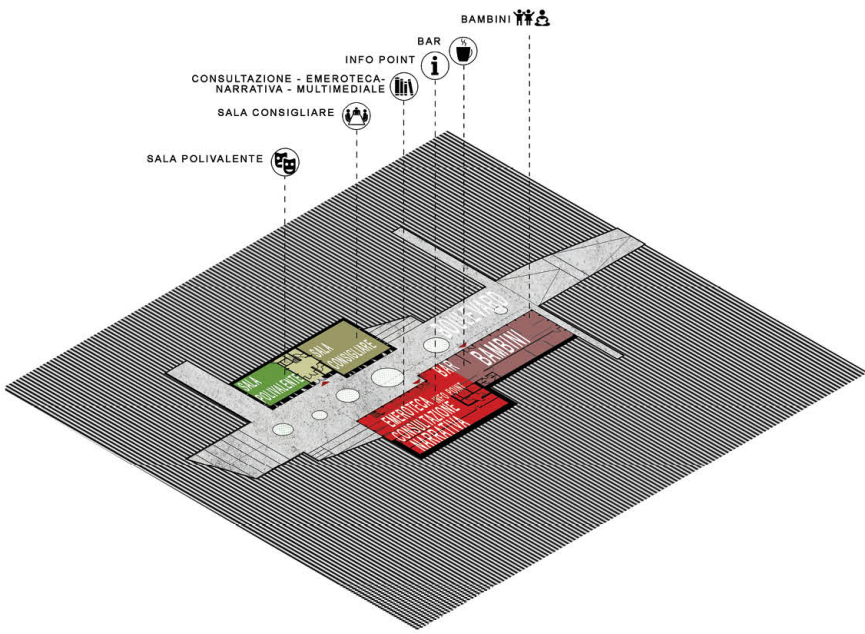 BAMBINI
BAR
INFO POINT
CONSULTAZIONE - EMEROTECA-
NARRATIVA - MULTIMEDIALE
SALA CONSIGLIARE
SALA POLIVALENTE
BOULEVARD
SALA
CONSIGLIARE
SALA
POLIVALENTE
BAMBINI
BAR
INFO POINT
EMEROTECA
CONSULTAZIONE
NARRATIVA